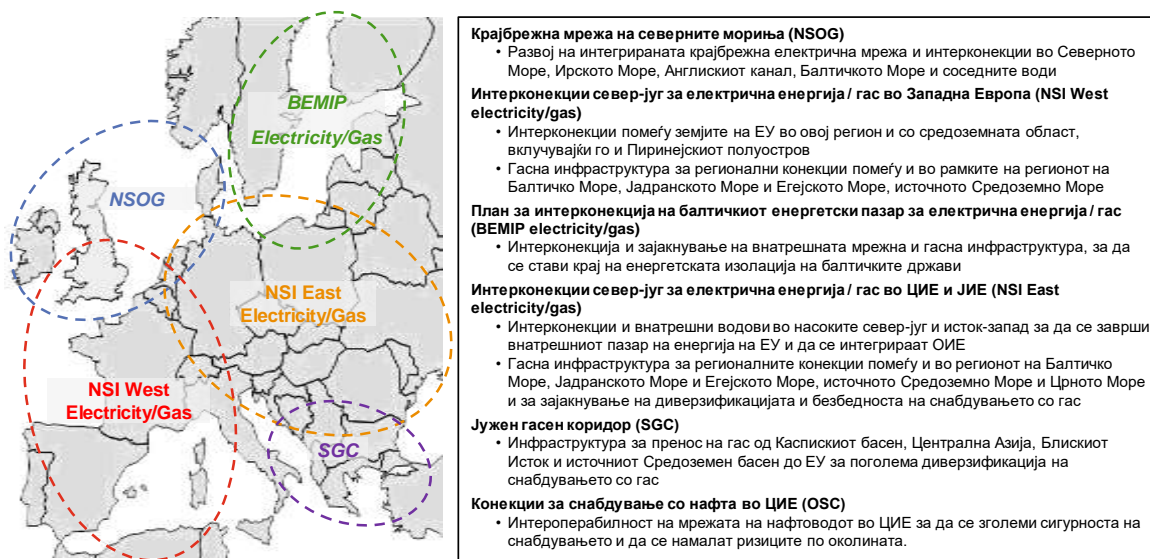 BEMIP
Electricity/Gas
NSOG
NSI East
Electricity/Gas
NSI West
Electricity/Gas
SGC
Крајбрежна мрежа на северните мориња (NSOG)
• Развој на интегрираната крајбрежна електрична мрежа и интерконекции во Северното
Море, Ирското Море, Англискиот канал, Балтичкото Море и соседните води
Интерконекции север-југ за електрична енергија / гас во Западна Европа (NSI West
electricity/gas)
• Интерконекции помеѓу земјите на ЕУ во овој регион и со средоземната област,
вклучувајќи го и Пиринејскиот полуостров
• Гасна инфраструктура за регионални конекции помеѓу и во рамките на регионот на
Балтичко Море, Јадранското Море и Егејското Море, источното Средоземно Море
План за интерконекција на балтичкиот енергетски пазар за електрична енергија / гас
(BEMIP electricity/gas)
• Интерконекција и зајакнување на внатрешната мрежна и гасна инфраструктура, за да
се стави крај на енергетската изолација на балтичките држави
Интерконекции север-југ за електрична енергија / гас во ЦИЕ и ЈИЕ (NSI East
electricity/gas)
• Интерконекции и внатрешни водови во насоките север-југ и исток-запад за да се заврши
внатрешниот пазар на енергија на ЕУ и да се интегрираат ОИЕ
• Гасна инфраструктура за регионалните конекции помеѓу и во регионот на Балтичко
Море, Јадранското Море и Егејското Море, источното Средоземно Море и Црното Море
и за зајакнување на диверзификацијата и безбедноста на снабдувањето со гас
Јужен гасен коридор (SGC)
• Инфраструктура за пренос на гас од Каспискиот басен, Централна Азија, Блискиот
Исток и источниот Средоземен басен до ЕУ за поголема диверзификација на
снабдувањето со гас
Конекции за снабдување со нафта во ЦИЕ (OSC)
• Интероперабилност на мрежата на нафтоводот во ЦИЕ за да се зголеми сигурноста на
снабдувањето и да се намалат ризиците по околината.